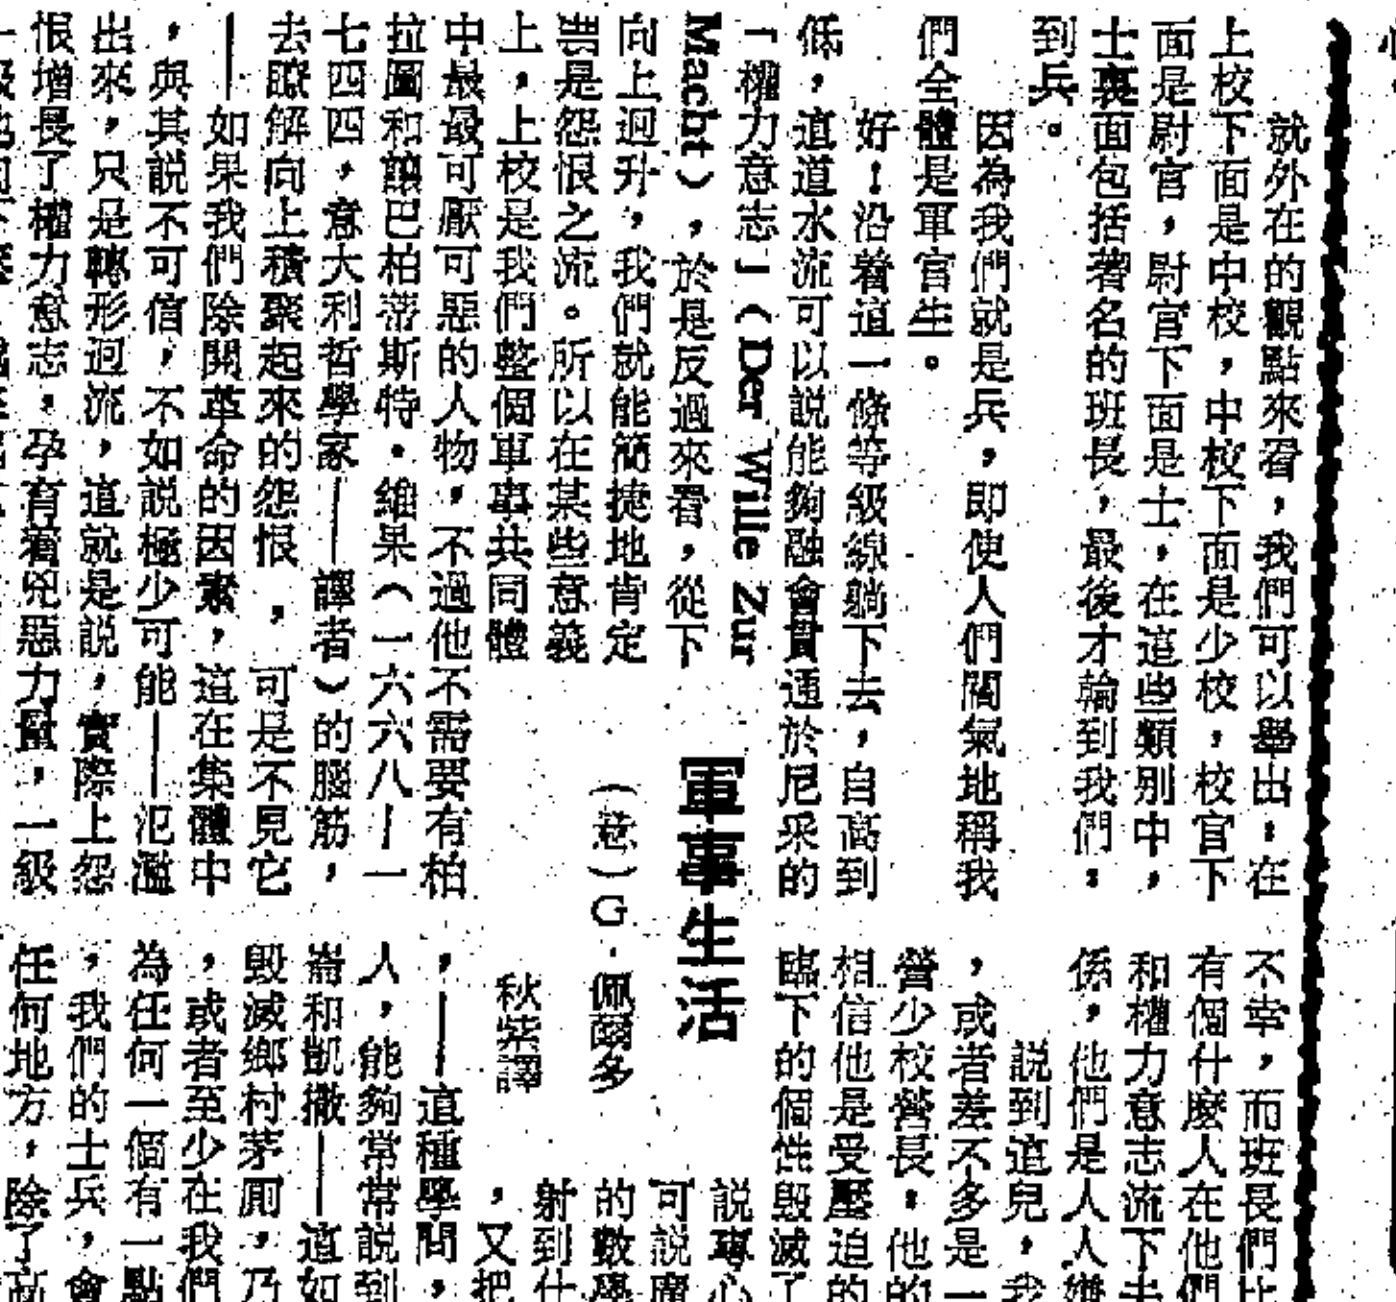 就外在的觀點來看，我們可以舉出：在
上校下面是中校，中校下面是少校，校官下
面是尉官，尉官下面是士，在這些類別中，
士裏面包括著名的班長，最後才輪到我們：
到兵。
因為我們就是兵，即使人們闊氣地稱我
們全體是軍官生。
好！沿着這一條等級線躺下去，自高到
低，這道水流可以説能夠融會貫通於尼采的
「權力意志」（Der Wille Zur
Macht），於是反過來看，從下
向上迴升，我們就能簡捷地肯定
這是怨恨之流。所以在某些意義
上，上校是我們整個軍事共同體
中最最可厭可惡的人物，不過他不需要有柏
拉圖和讓巴柏蒂斯特・維果（一六六八／一
七四四，意大利哲學家——譯者）的腦筋，
去瞭解向上積聚起來的怨恨，可是不見它
——如果我們除開革命的因素，這在集體中
，與其説不可信，不如説極少可能——氾濫
出來，只是轉形迴流，這就是説，實際上怨
恨增長了權力意志，孕育着兇惡力量，一級
軍事生活
（意）G・佩爾多
秋紫譯
不幸，而班長們比
有個什麼人在他們
和權力意志流下去
係，他們是人人嫌
説到這兒，我
，或者差不多是一
營少校營長：他的
相信他是受壓迫的
臨下的個性毀滅了
説專心
可説廣
的數學
射到什
，又把
，——這種學問，
人，能夠常常説到
崙和凱撒——這如
毀滅鄉村茅廁，乃
，或者至少在我們
為任何一個有一點
，我們的士兵，會
任何地方，除了高